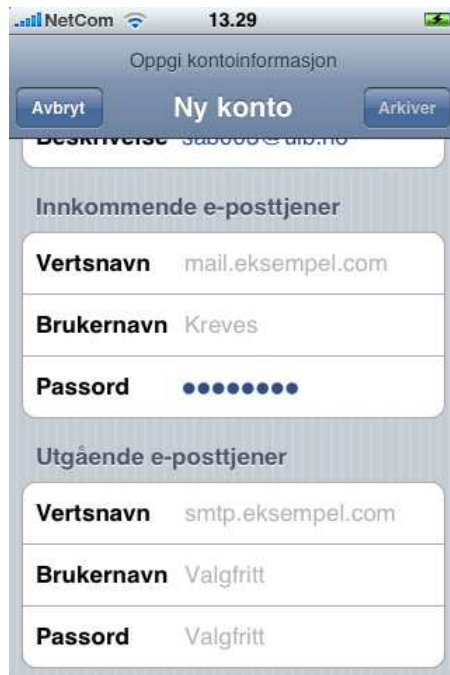 NetCom 13.29
Oppgi kontoinformasjon
Avbryt Ny konto Arkiver
Beskrivelse
Innkommende e-posttjener
Vertsnavn mail.eksempel.com
Brukernavn Kreves
Passord ●●●●●●●●
Utgående e-posttjener
Vertsnavn smtp.eksempel.com
Brukernavn Valgfritt
Passord Valgfritt